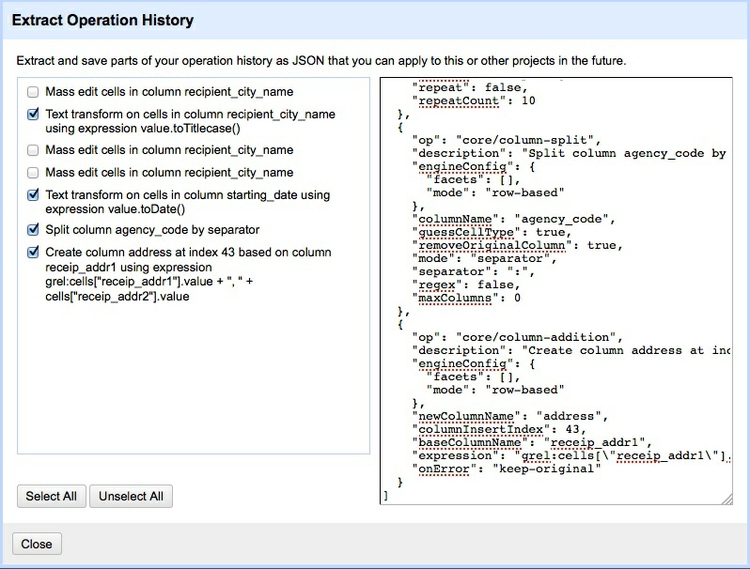 Extract Operation History
Extract and save parts of your operation history as JSON that you can apply to this or other projects in the future.
Mass edit cells in column recipient_city_name
Text transform on cells in column recipient_city_name
using expression value.toTitlecase()
Mass edit cells in column recipient_city_name
Mass edit cells in column recipient_city_name
Text transform on cells in column starting_date using
expression value.toDate()
Split column agency_code by separator
Create column address at index 43 based on column
receip_addr1 using expression
grel:cells["receip_addr1"].value + ", " +
cells["receip_addr2"].value
Select All
Unselect All
"repeat": false,
"repeatCount": 10
},
{
"op": "core/column-split",
"description": "Split column agency_code by
"engineConfig": {
"facets": [],
"mode": "row-based"
},
"columnName": "agency_code",
"guessCellType": true,
"removeOriginalColumn": true,
"mode": "separator",
"separator": ":",
"regex": false,
"maxColumns": 0
},
{
"op": "core/column-addition",
"description": "Create column address at
"engineConfig": {
"facets": [],
"mode": "row-based"
},
"newColumnName": "address",
"columnInsertIndex": 43,
"baseColumnName": "receip_addr1",
"expression": "grel:cells[\"receip_addr1\"].
"onError": "keep-original"
}
]
Close